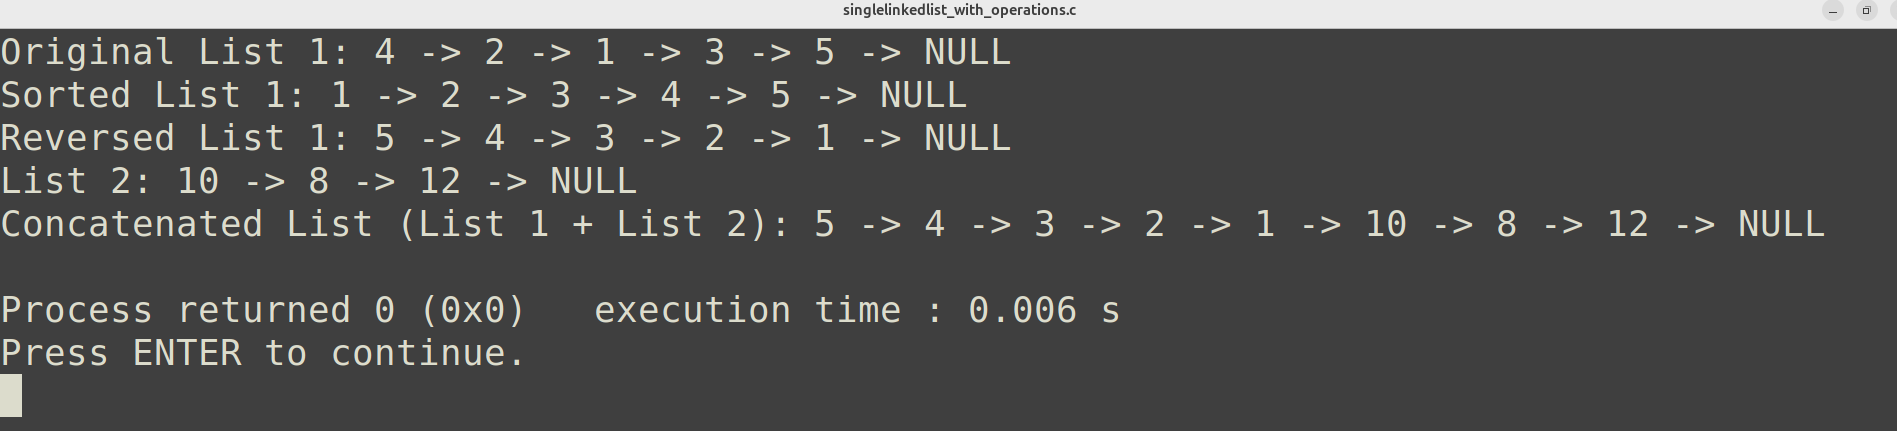 singlelinkedlist_with_operations.c
Original List 1: 4 -> 2 -> 1 -> 3 -> 5 -> NULL
Sorted List 1: 1 -> 2 -> 3 -> 4 -> 5 -> NULL
Reversed List 1: 5 -> 4 -> 3 -> 2 -> 1 -> NULL
List 2: 10 -> 8 -> 12 -> NULL
Concatenated List (List 1 + List 2): 5 -> 4 -> 3 -> 2 -> 1 -> 10 -> 8 -> 12 -> NULL
Process returned 0 (0x0)   execution time : 0.006 s
Press ENTER to continue.